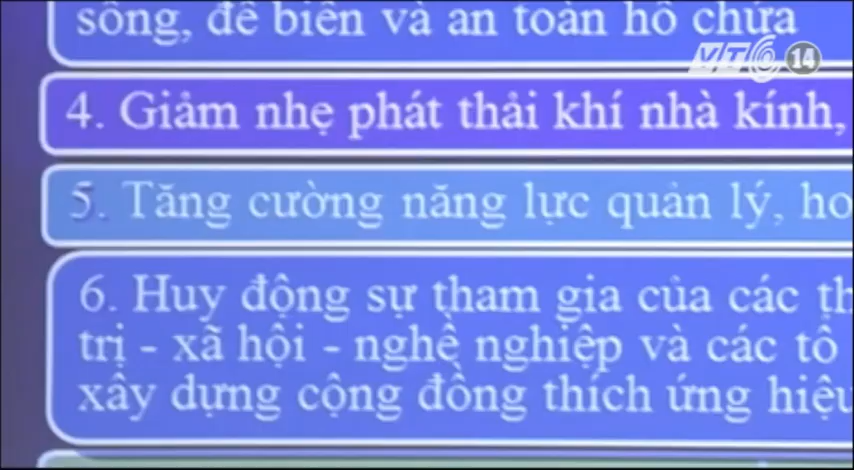 sông, đê biển và an toàn hồ chứa
VTC 14
4. Giảm nhẹ phát thải khí nhà kính,
5. Tăng cường năng lực quản lý, ho
6. Huy động sự tham gia của các th
trị - xã hội - nghề nghiệp và các tổ
xây dựng cộng đồng thích ứng hiệu